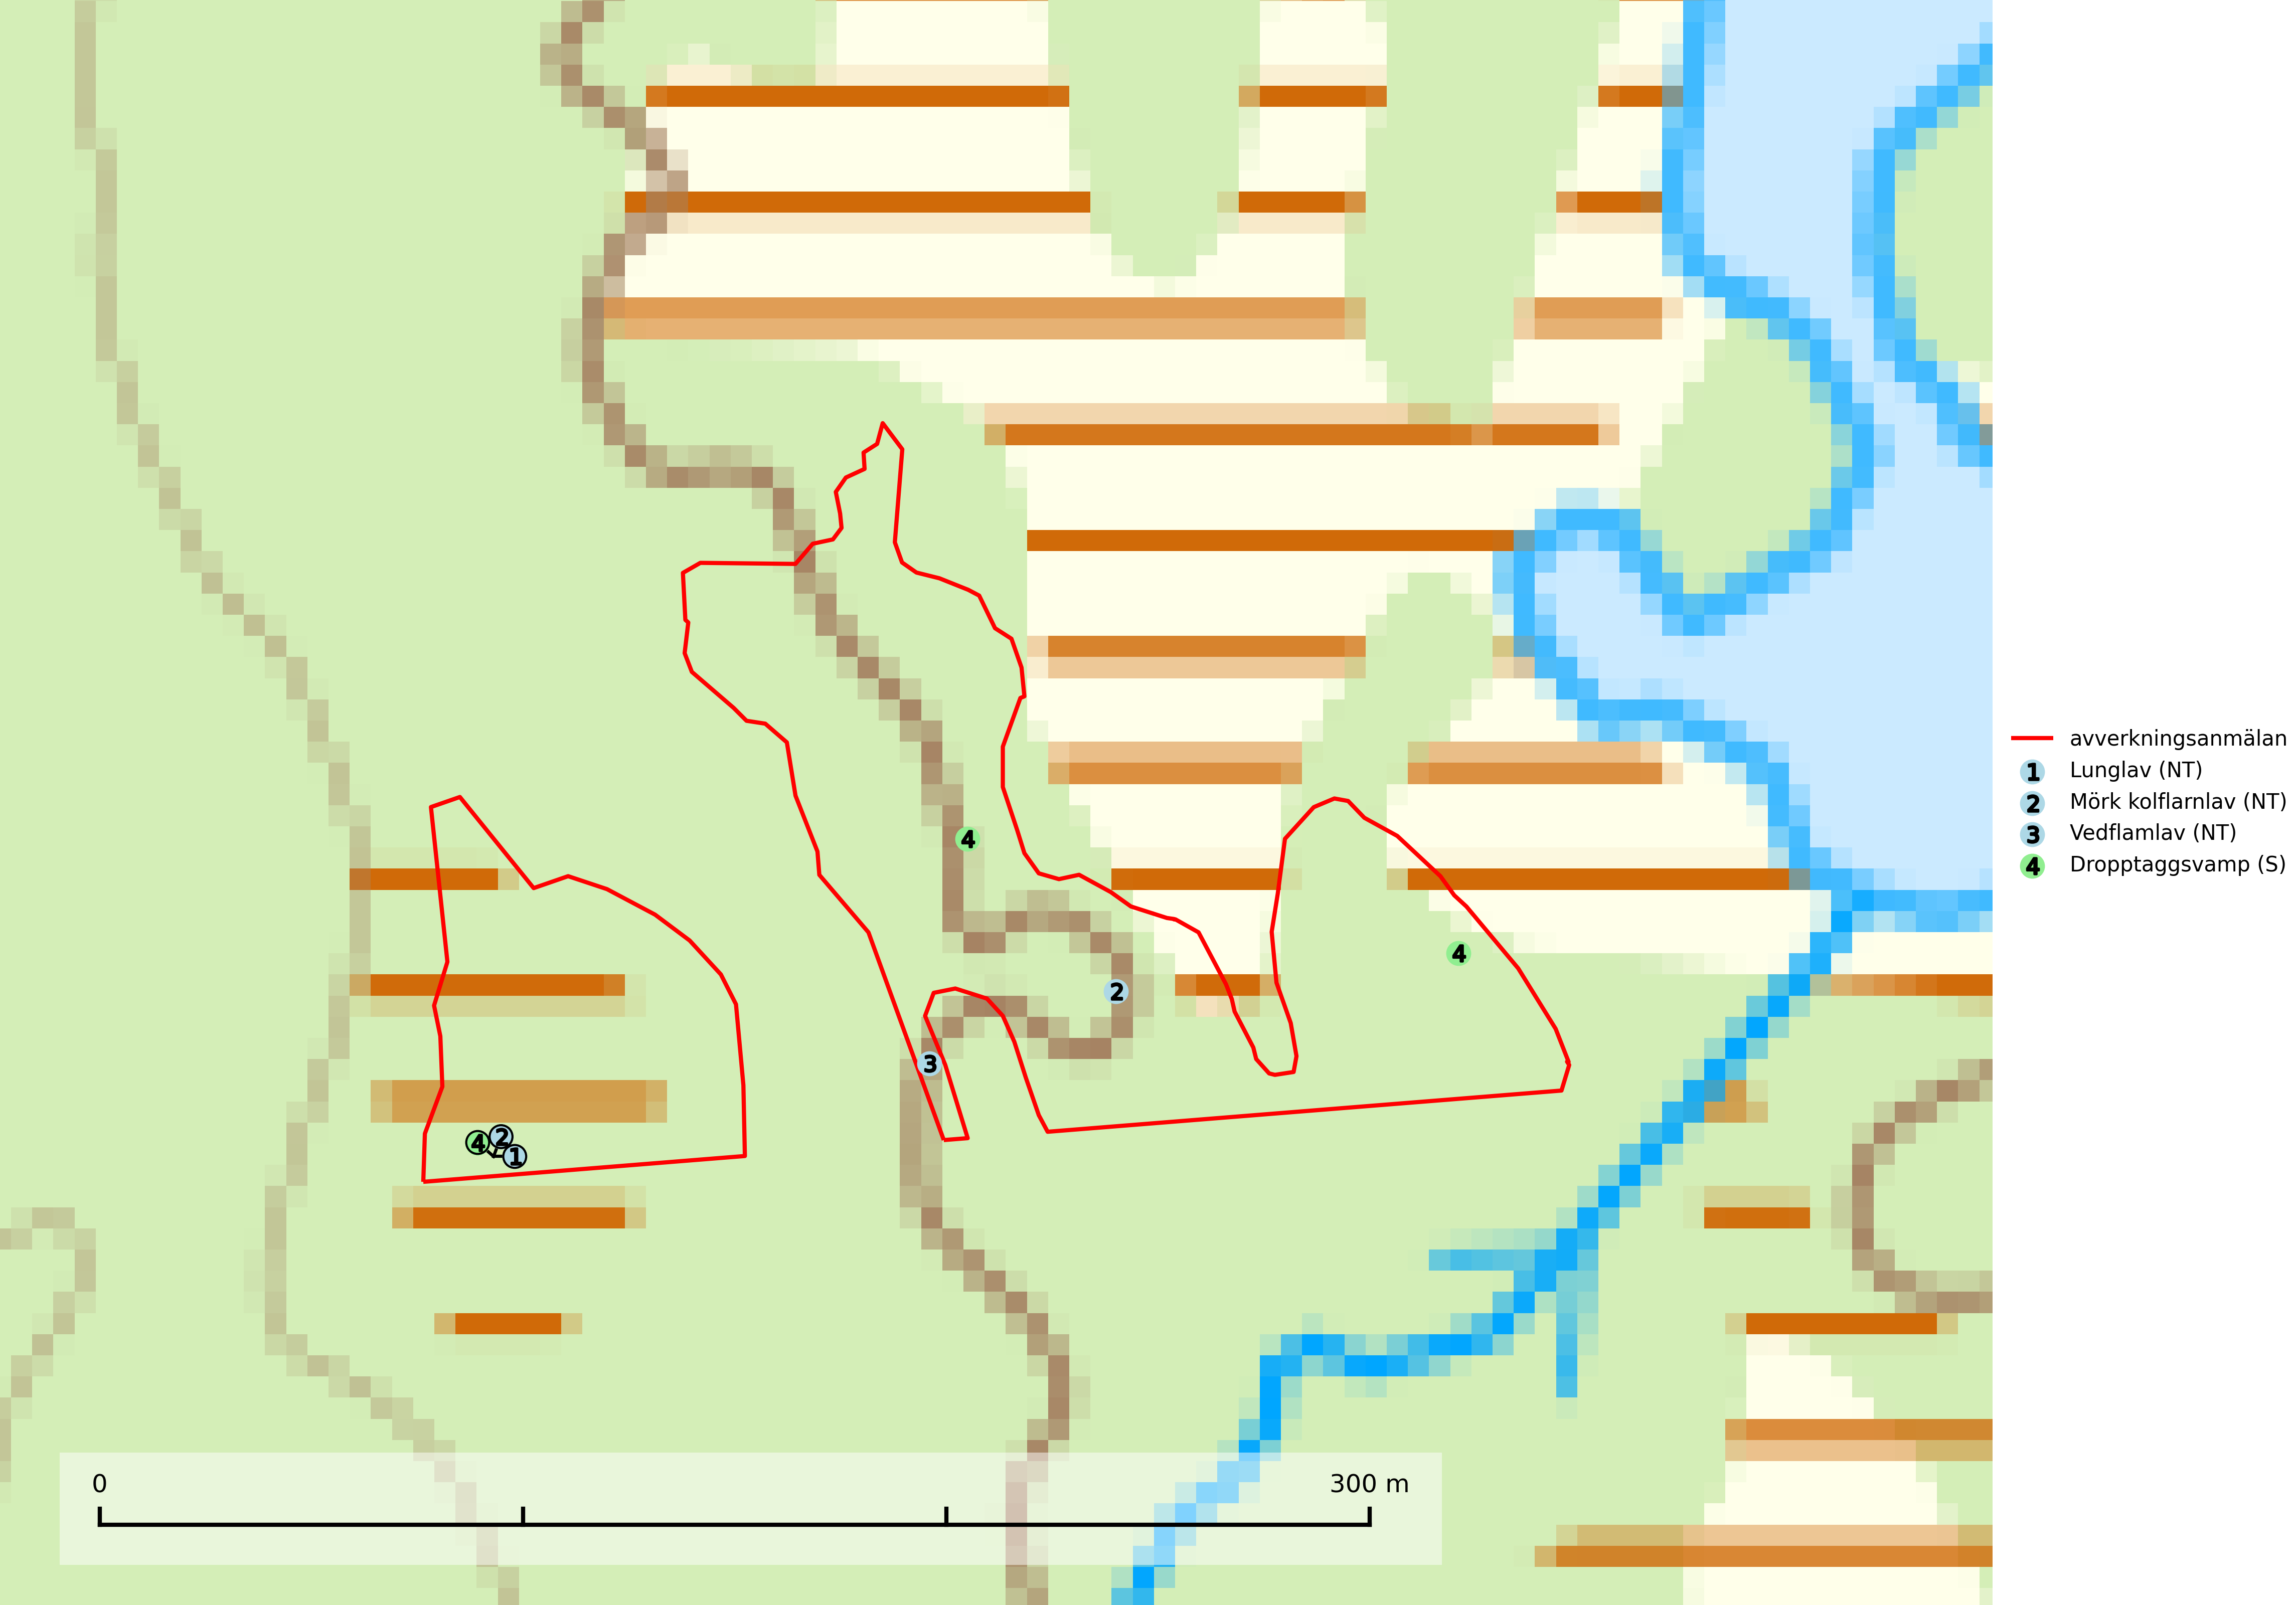 4
2
4
3
4 2
1
0
300 m
avverkningsanmälan
1 Lunglav (NT)
2 Mörk kolflarnlav (NT)
3 Vedflamlav (NT)
4 Dropptaggsvamp (S)